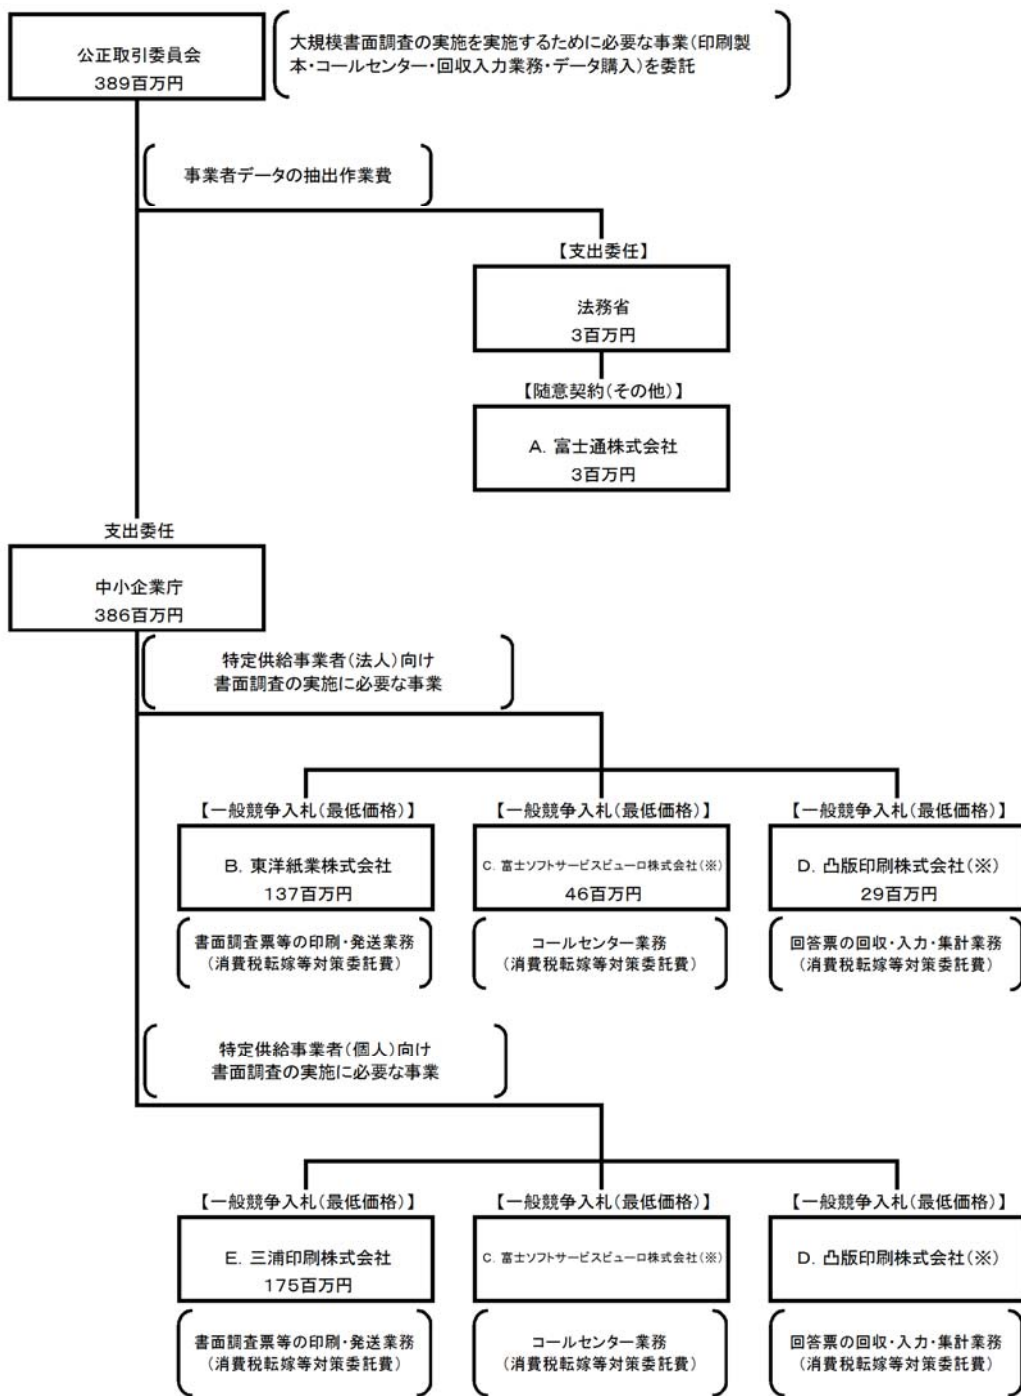 公正取引委員会
389百万円
大規模書面調査の実施を実施するために必要な事業(印刷製
本・コールセンター・回収入力業務・データ購入)を委託
事業者データの抽出作業費
【支出委任】
法務省
3百万円
【随意契約(その他)】
A. 富士通株式会社
3百万円
支出委任
中小企業庁
386百万円
特定供給事業者(法人)向け
書面調査の実施に必要な事業
【一般競争入札(最低価格)】
B. 東洋紙業株式会社
137百万円
書面調査票等の印刷・発送業務
(消費税転嫁等対策委託費)
【一般競争入札(最低価格)】
C. 富士ソフトサービスビューロ株式会社(※)
46百万円
コールセンター業務
(消費税転嫁等対策委託費)
【一般競争入札(最低価格)】
D. 凸版印刷株式会社(※)
29百万円
回答票の回収・入力・集計業務
(消費税転嫁等対策委託費)
特定供給事業者(個人)向け
書面調査の実施に必要な事業
【一般競争入札(最低価格)】
E. 三浦印刷株式会社
175百万円
書面調査票等の印刷・発送業務
(消費税転嫁等対策委託費)
【一般競争入札(最低価格)】
C. 富士ソフトサービスビューロ株式会社(※)
コールセンター業務
(消費税転嫁等対策委託費)
【一般競争入札(最低価格)】
D. 凸版印刷株式会社(※)
回答票の回収・入力・集計業務
(消費税転嫁等対策委託費)